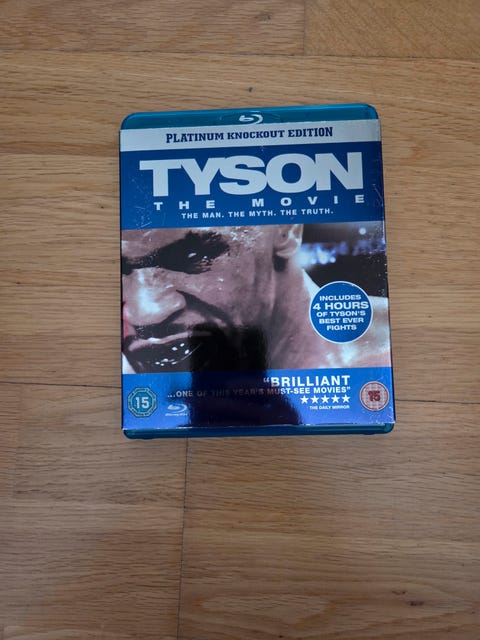 PLATINUM KNOCKOUT EDITION
TYSON
THE MOVIE
THE MAN. THE MYTH. THE TRUTH.
INCLUDES
4 HOURS
OF TYSON'S
BEST EVER
FIGHTS
"BRILLIANT
...ONE OF THIS YEAR'S MUST-SEE MOVIES"
★★★★★
THE DAILY MIRROR
15
15